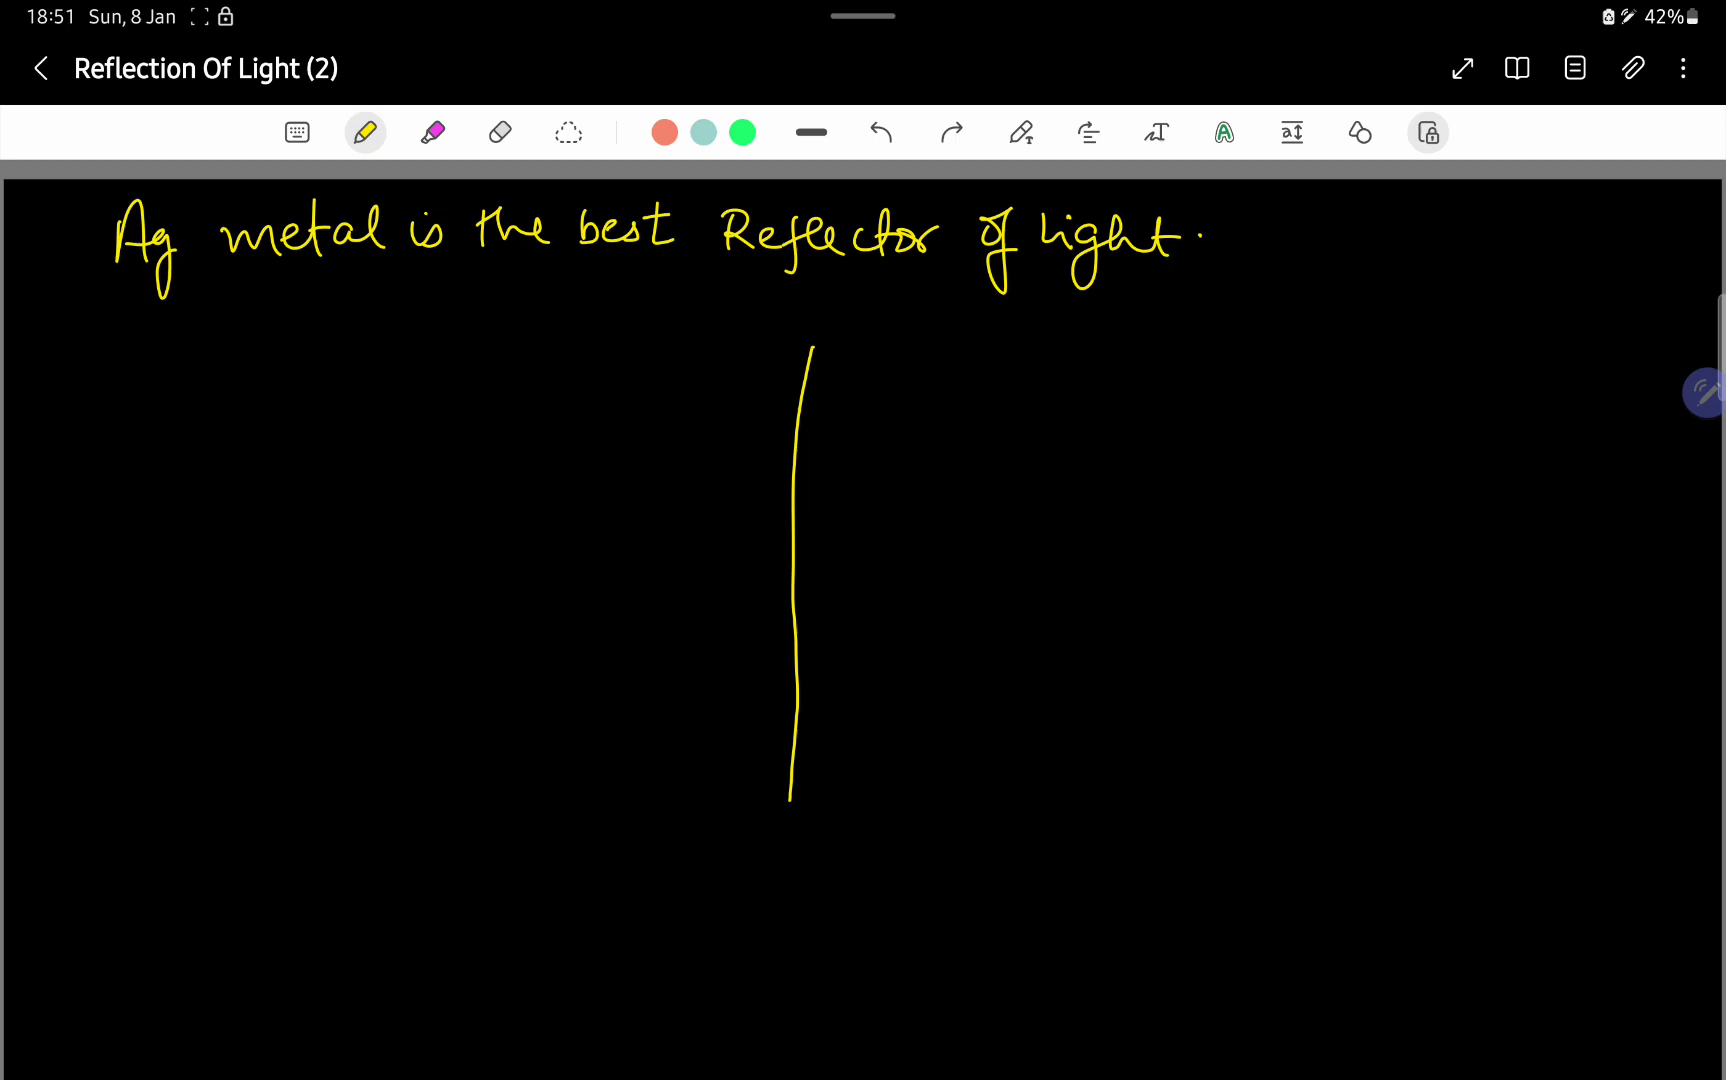 18:51 Sun, 8 Jan 42%
Reflection Of Light (2)
Ag metal is the best Reflector of Light.